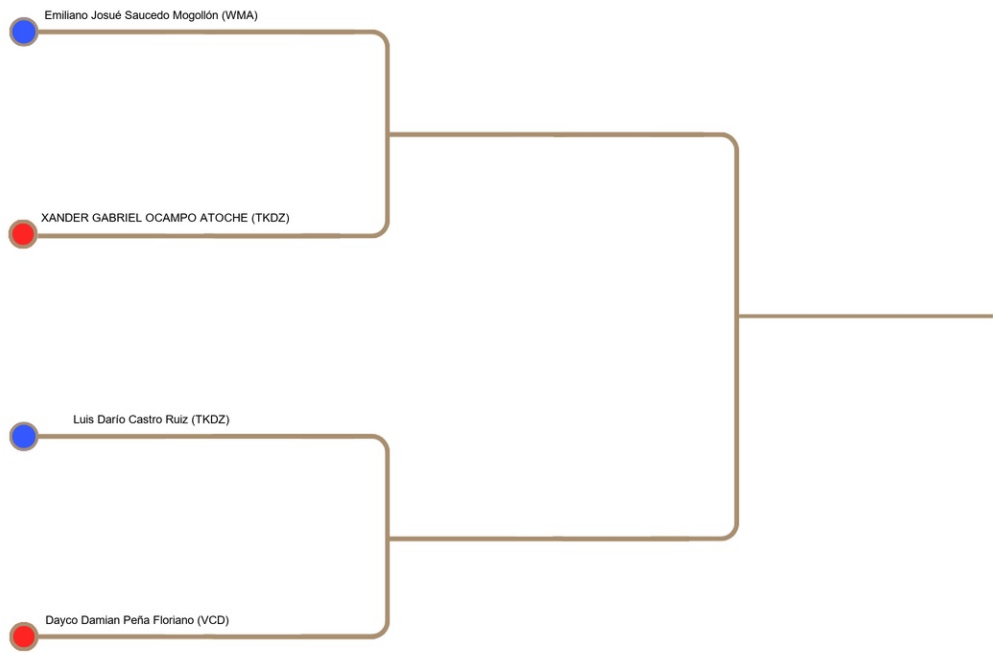 Emiliano Josué Saucedo Mogollón (WMA)
XANDER GABRIEL OCAMPO ATOCHE (TKDZ)
Luis Darío Castro Ruiz (TKDZ)
Dayco Damian Peña Floriano (VCD)